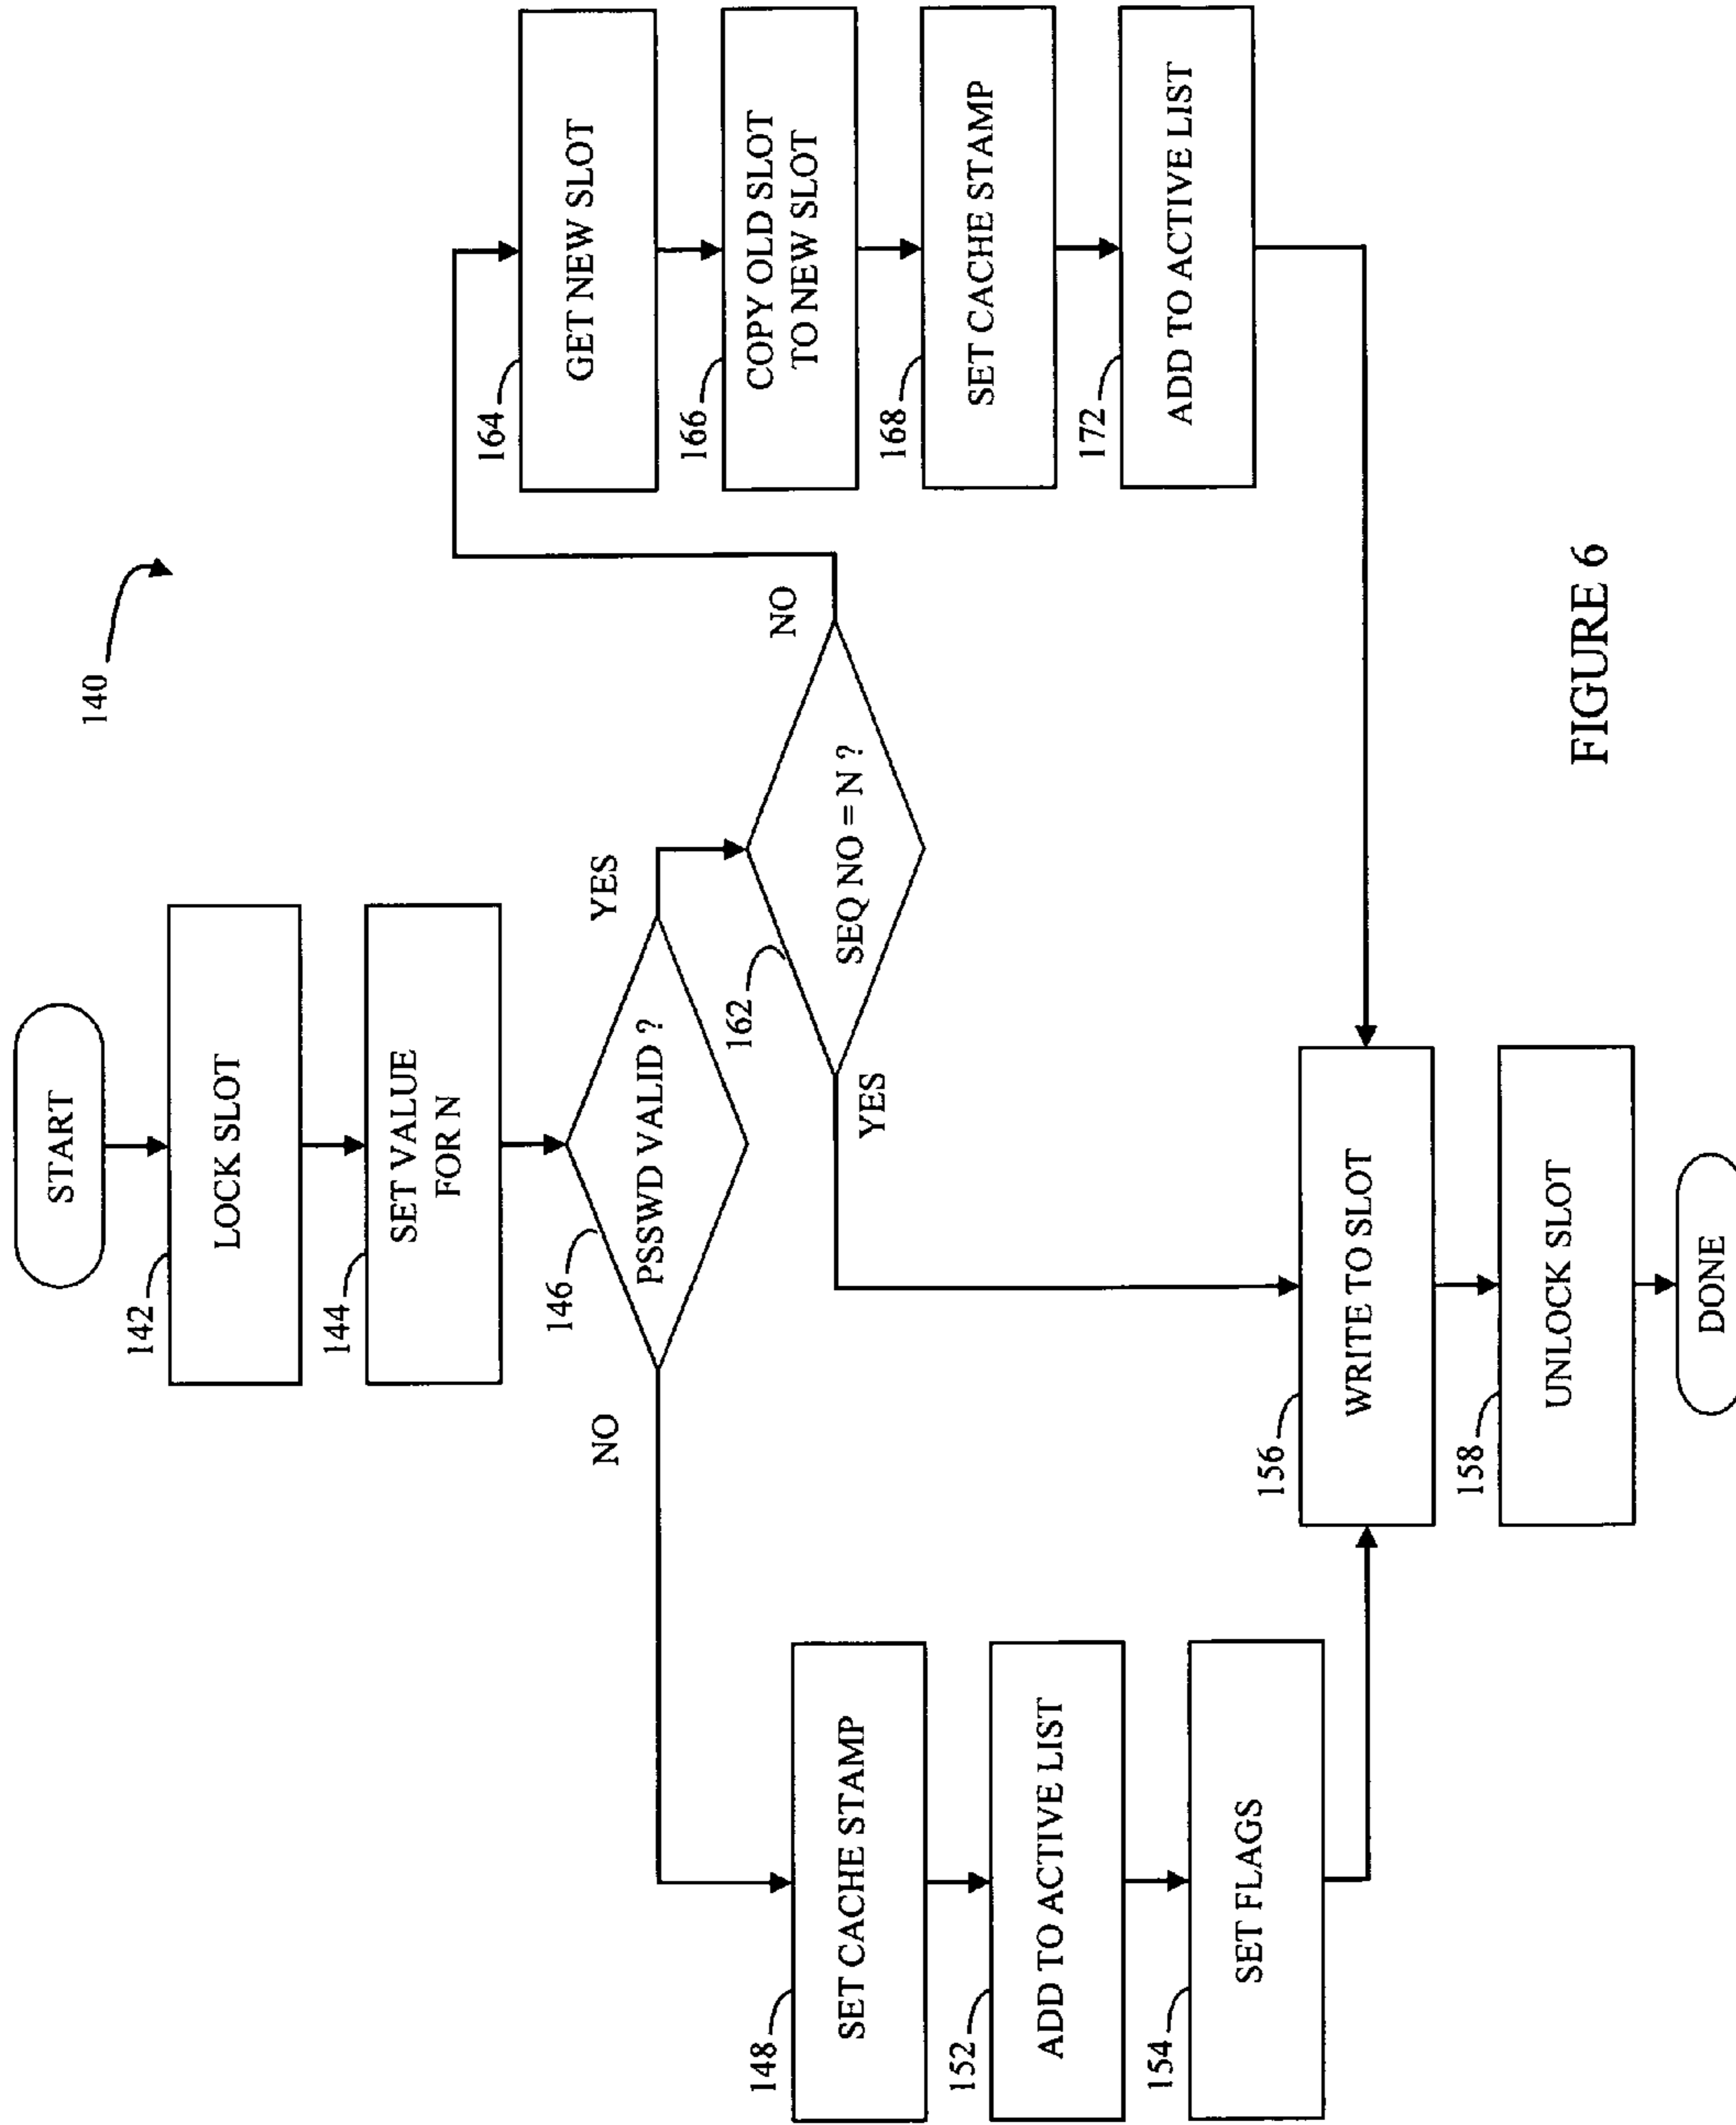 140
START
142
LOCK SLOT
144
SET VALUE
FOR N
146
PSSWD VALID ?
NO
YES
148
SET CACHE STAMP
152
ADD TO ACTIVE LIST
154
SET FLAGS
162
SEQ NO = N ?
YES
NO
164
GET NEW SLOT
166
COPY OLD SLOT
TO NEW SLOT
168
SET CACHE STAMP
172
ADD TO ACTIVE LIST
156
WRITE TO SLOT
158
UNLOCK SLOT
DONE
FIGURE 6